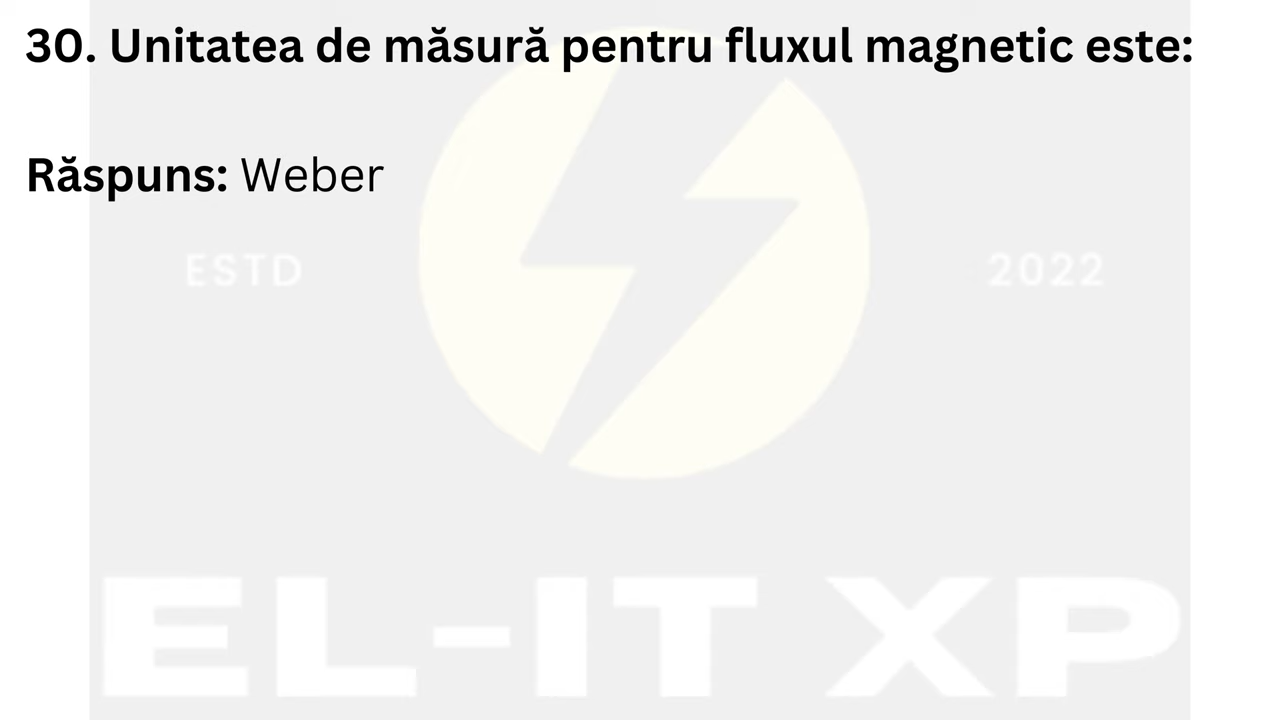 30. Unitatea de măsură pentru fluxul magnetic este:
Răspuns: Weber
ESTD
2022
EL-IT XP